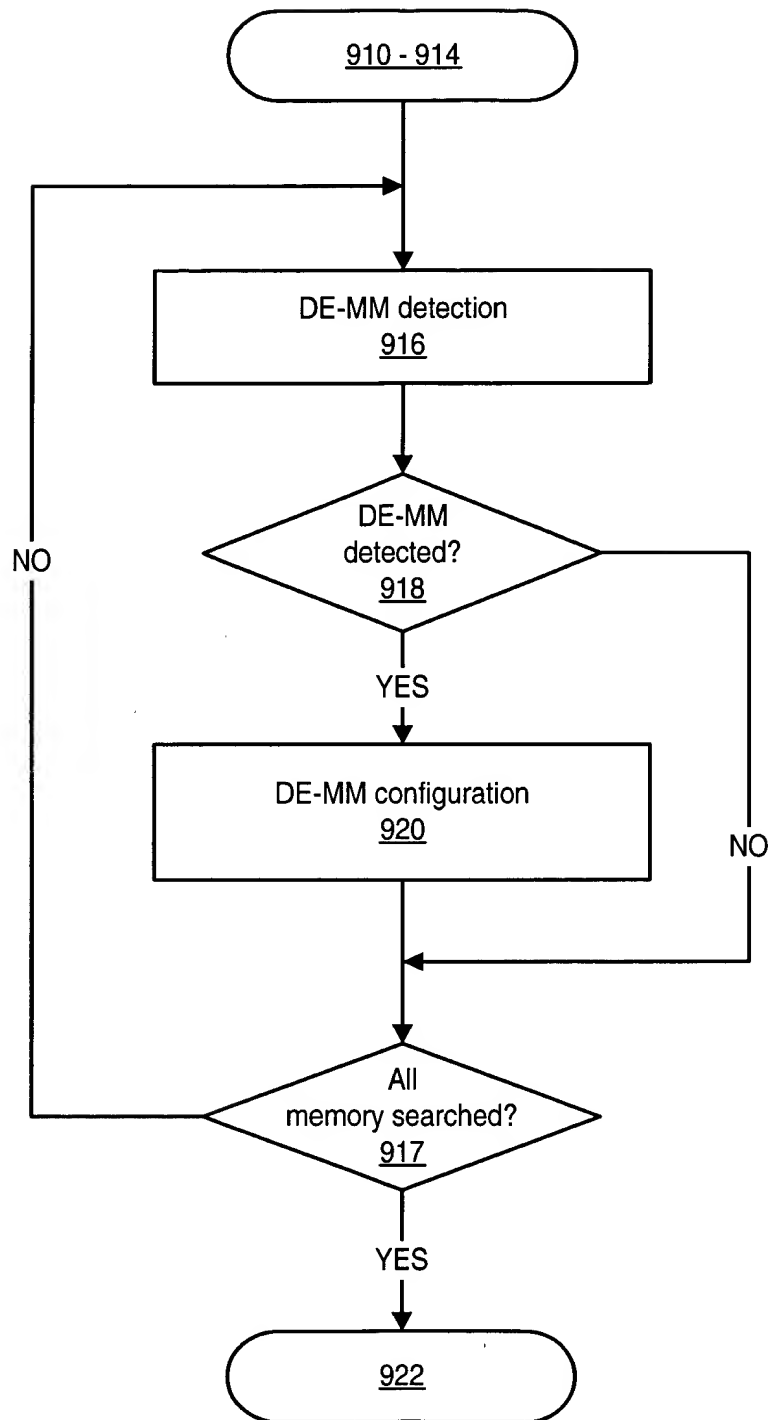 910 - 914
DE-MM detection
916
DE-MM
detected?
918
NO
YES
DE-MM configuration
920
NO
All
memory searched?
917
YES
922